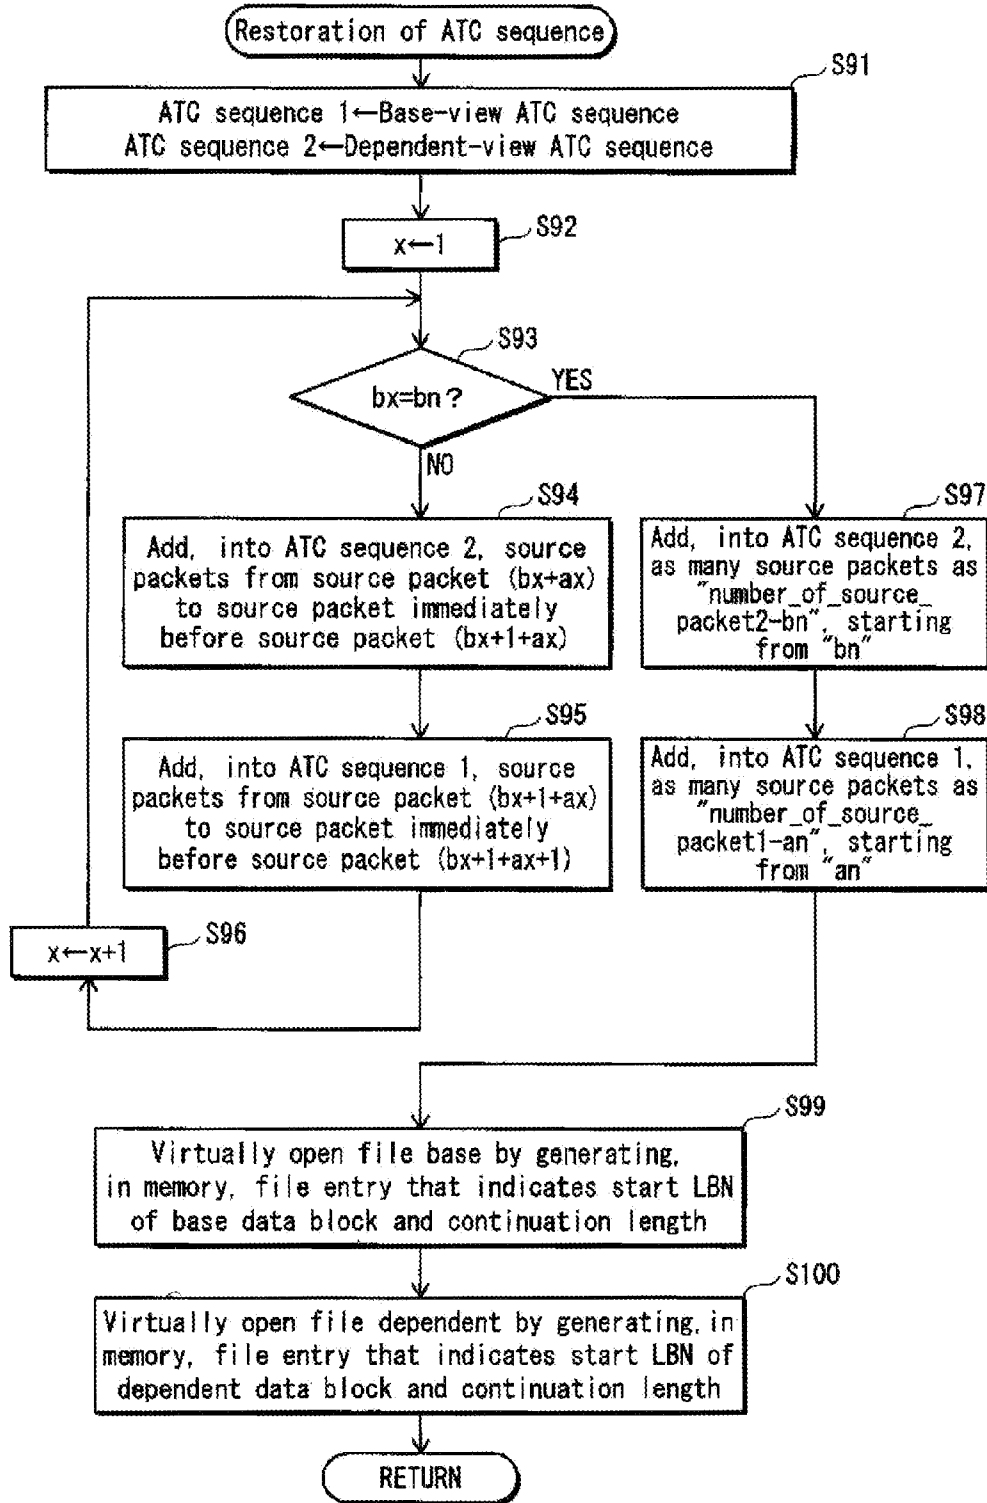 Restoration of ATC sequence
S91
ATC sequence 1←Base-view ATC sequence
ATC sequence 2←Dependent-view ATC sequence
S92
x←1
S93
bx=bn?
YES
NO
S94
Add, into ATC sequence 2, source
packets from source packet (bx+ax)
to source packet immediately
before source packet (bx+1+ax)
S97
Add, into ATC sequence 2,
as many source packets as
"number_of_source_
packet2-bn", starting
from "bn"
S95
Add, into ATC sequence 1, source
packets from source packet (bx+1+ax)
to source packet immediately
before source packet (bx+1+ax+1)
S98
Add, into ATC sequence 1,
as many source packets as
"number_of_source_
packet1-an", starting
from "an"
S96
x←x+1
S99
Virtually open file base by generating,
in memory, file entry that indicates start LBN
of base data block and continuation length
S100
Virtually open file dependent by generating, in
memory, file entry that indicates start LBN of
dependent data block and continuation length
RETURN